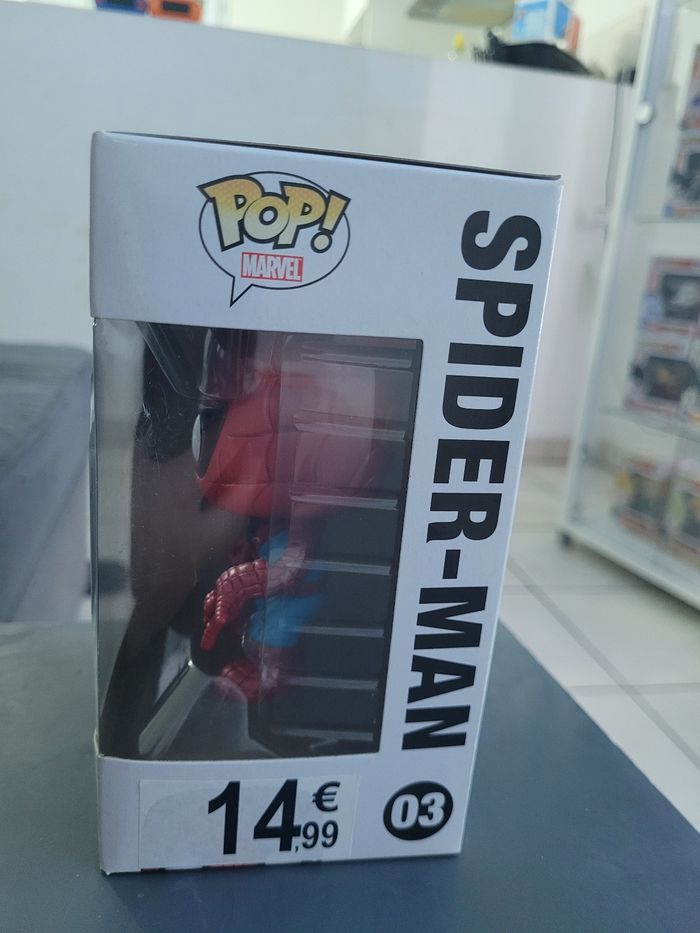 POP!
MARVEL
SPIDER-MAN
03
14,99 €